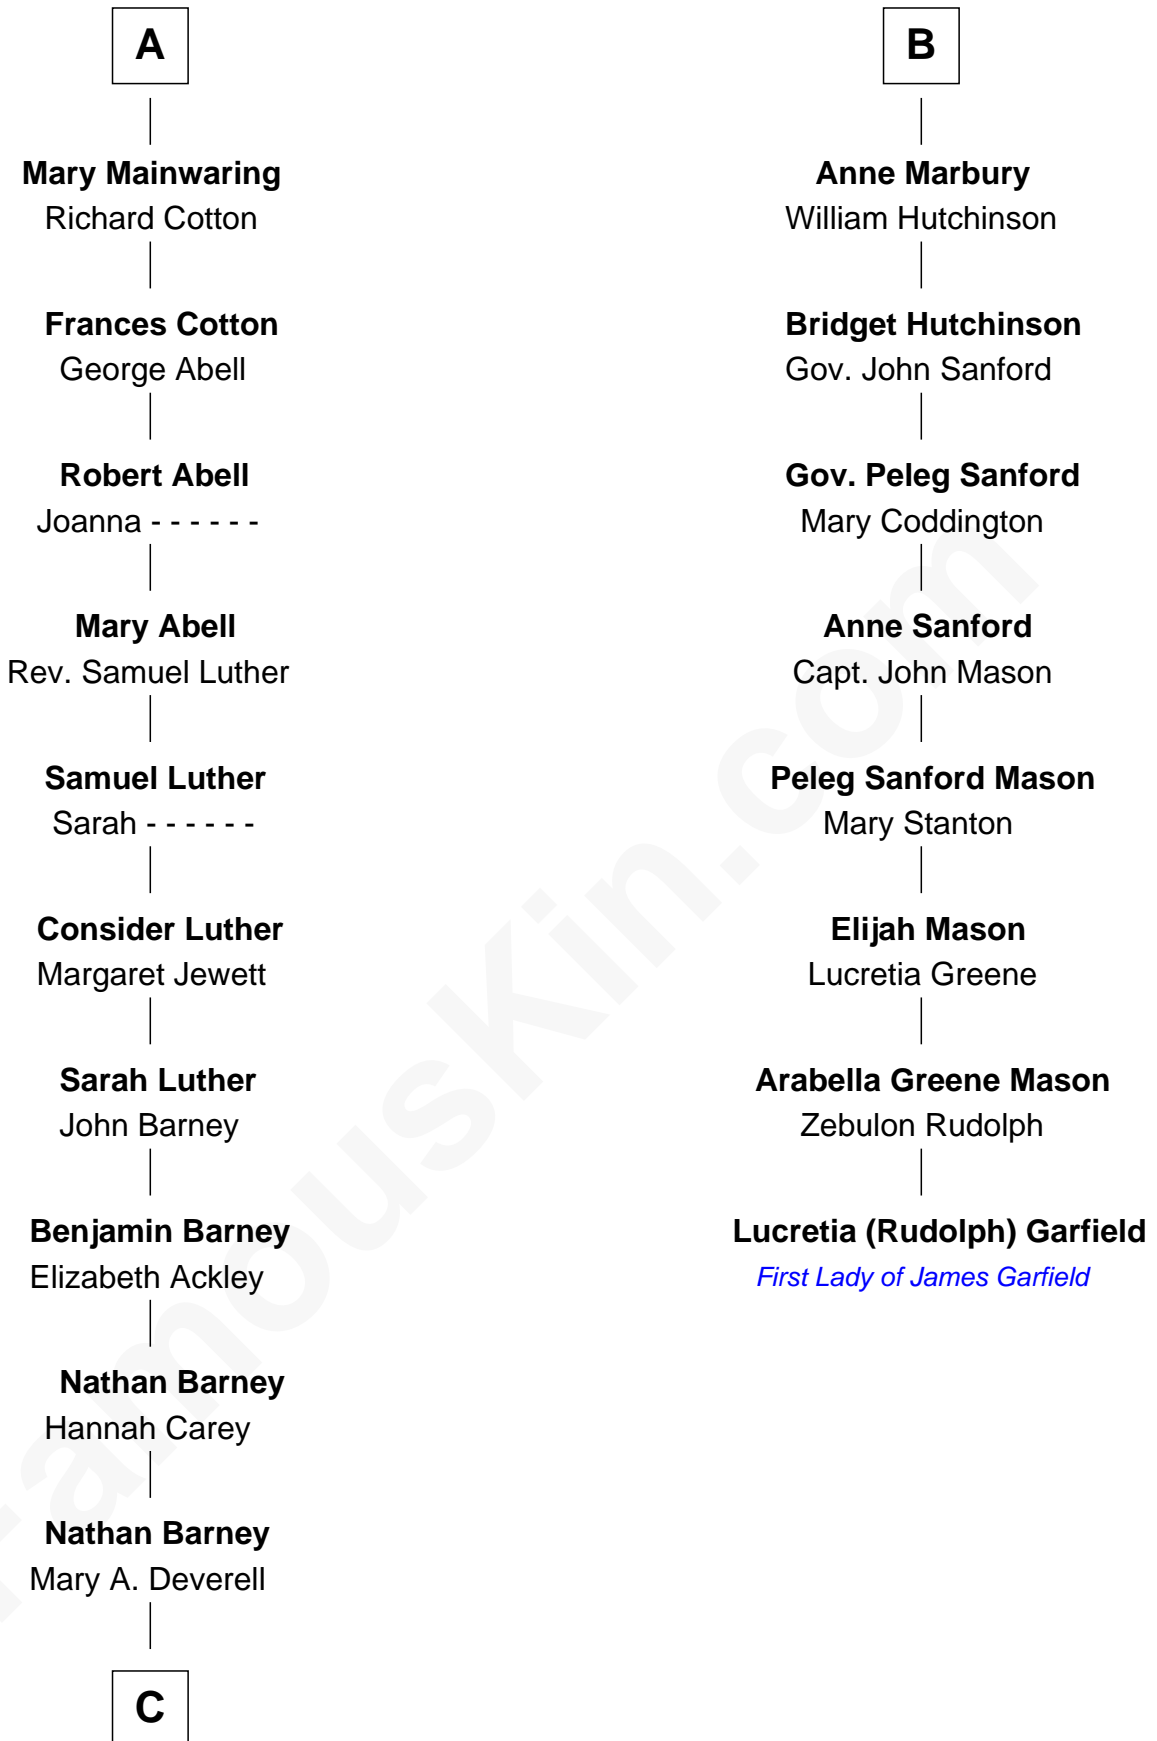 A
Mary Mainwaring
Richard Cotton
Frances Cotton
George Abell
Robert Abell
Joanna - - - - - -
Mary Abell
Rev. Samuel Luther
Samuel Luther
Sarah - - - - - -
Consider Luther
Margaret Jewett
Sarah Luther
John Barney
Benjamin Barney
Elizabeth Ackley
Nathan Barney
Hannah Carey
Nathan Barney
Mary A. Deverell
C
B
Anne Marbury
William Hutchinson
Bridget Hutchinson
Gov. John Sanford
Gov. Peleg Sanford
Mary Coddington
Anne Sanford
Capt. John Mason
Peleg Sanford Mason
Mary Stanton
Elijah Mason
Lucretia Greene
Arabella Greene Mason
Zebulon Rudolph
Lucretia (Rudolph) Garfield
First Lady of James Garfield
FamousKin.com